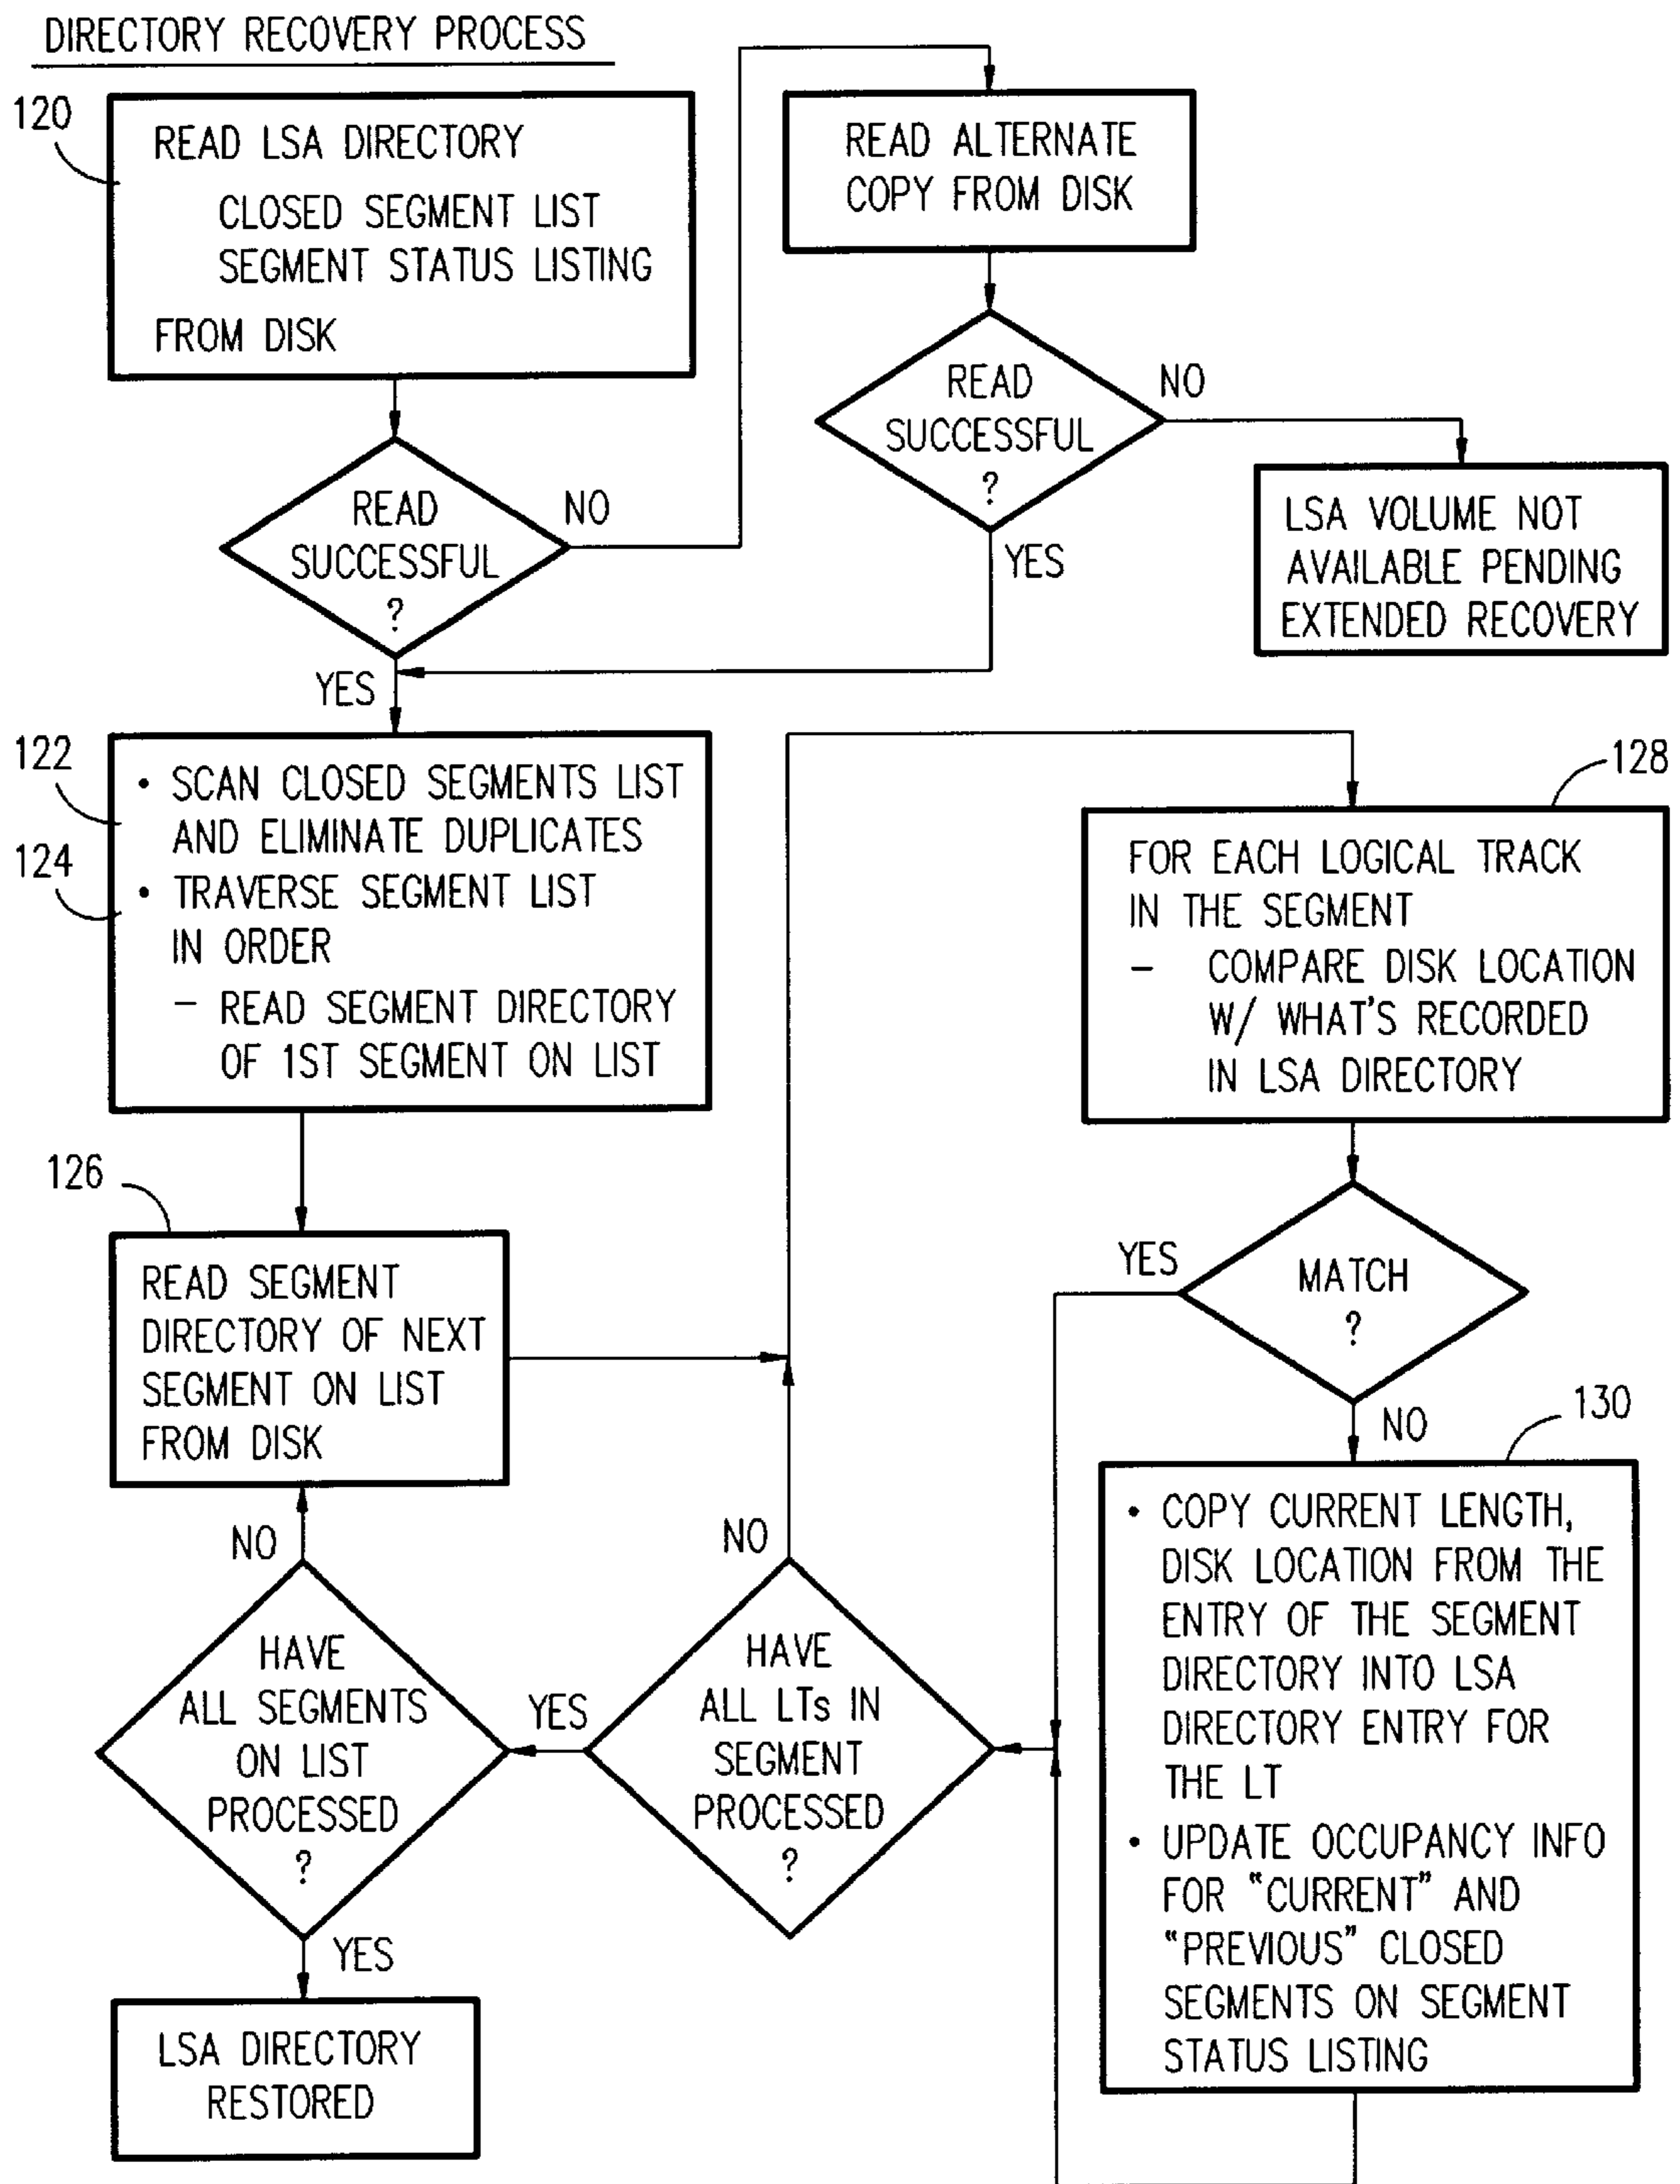 DIRECTORY RECOVERY PROCESS
120
READ LSA DIRECTORY
CLOSED SEGMENT LIST
SEGMENT STATUS LISTING
FROM DISK
READ ALTERNATE
COPY FROM DISK
READ
SUCCESSFUL
?
NO
YES
LSA VOLUME NOT
AVAILABLE PENDING
EXTENDED RECOVERY
READ
SUCCESSFUL
?
NO
YES
122
124
• SCAN CLOSED SEGMENTS LIST
AND ELIMINATE DUPLICATES
• TRAVERSE SEGMENT LIST
IN ORDER
– READ SEGMENT DIRECTORY
OF 1ST SEGMENT ON LIST
126
READ SEGMENT
DIRECTORY OF NEXT
SEGMENT ON LIST
FROM DISK
128
FOR EACH LOGICAL TRACK
IN THE SEGMENT
– COMPARE DISK LOCATION
W/ WHAT'S RECORDED
IN LSA DIRECTORY
YES
MATCH
?
NO
130
• COPY CURRENT LENGTH,
DISK LOCATION FROM THE
ENTRY OF THE SEGMENT
DIRECTORY INTO LSA
DIRECTORY ENTRY FOR
THE LT
• UPDATE OCCUPANCY INFO
FOR "CURRENT" AND
"PREVIOUS" CLOSED
SEGMENTS ON SEGMENT
STATUS LISTING
NO
HAVE
ALL LTs IN
SEGMENT
PROCESSED
?
YES
NO
HAVE
ALL SEGMENTS
ON LIST
PROCESSED
?
YES
LSA DIRECTORY
RESTORED